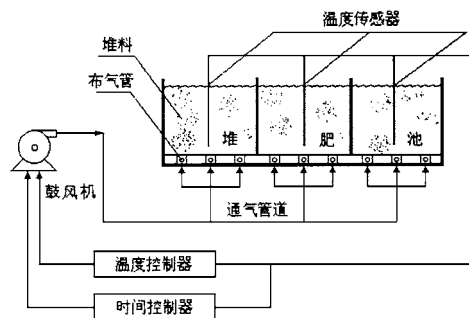 温度传感器
堆料
布气管
堆 肥 池
鼓风机
通气管道
温度控制器
时间控制器